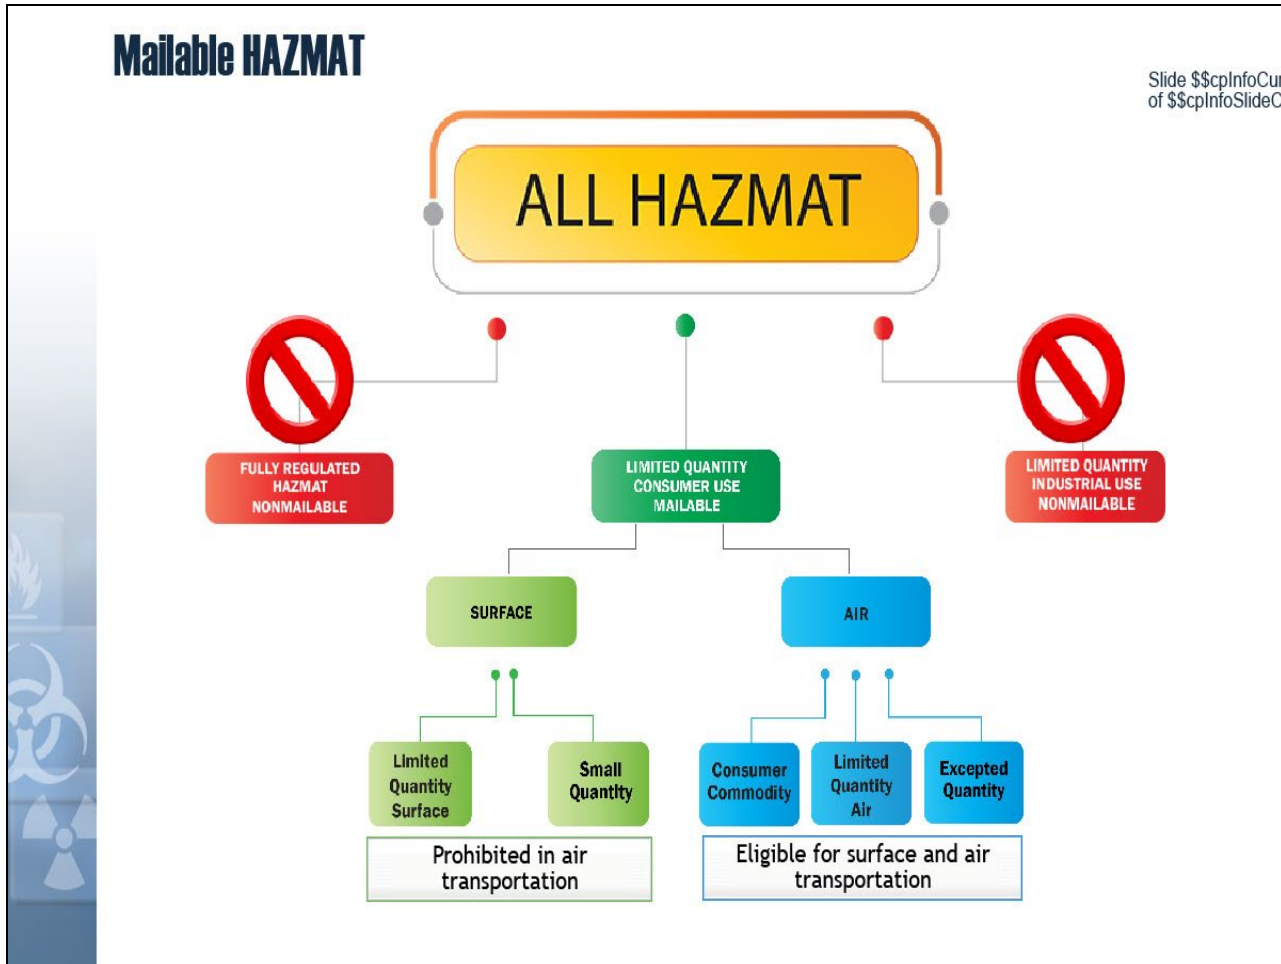 Mailable HAZMAT
Slide $$cpInfoCur
of $$cpInfoSlideC
ALL HAZMAT
FULLY REGULATED
HAZMAT
NONMAILABLE
LIMITED QUANTITY
CONSUMER USE
MAILABLE
LIMITED QUANTITY
INDUSTRIAL USE
NONMAILABLE
SURFACE
AIR
Limited
Quantity
Surface
Small
Quantity
Consumer
Commodity
Limited
Quantity
Air
Excepted
Quantity
Prohibited in air
transportation
Eligible for surface and air
transportation